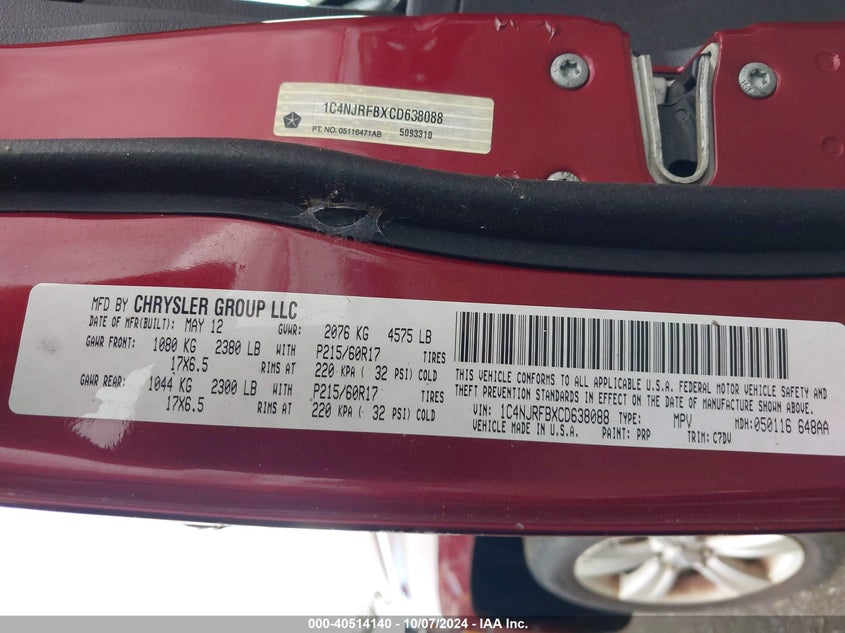 1C4NJRFBXCD638088
PT. NO. 05116471AB 5093310
MFD BY CHRYSLER GROUP LLC
DATE OF MFR(BUILT): MAY 12 GVWR: 2076 KG 4575 LB
GAWR FRONT: 1080 KG 2380 LB WITH P215/60R17 TIRES
17X6.5 RIMS AT 220 KPA ( 32 PSI) COLD
GAWR REAR: 1044 KG 2300 LB WITH P215/60R17 TIRES
17X6.5 RIMS AT 220 KPA ( 32 PSI) COLD
THIS VEHICLE CONFORMS TO ALL APPLICABLE U.S.A. FEDERAL MOTOR VEHICLE SAFETY AND
THEFT PREVENTION STANDARDS IN EFFECT ON THE DATE OF MANUFACTURE SHOWN ABOVE.
VIN: 1C4NJRFBXCD638088 TYPE: MPV MDH:050116 648AA
VEHICLE MADE IN U.S.A. PAINT: PRP TRIM: C7DV
000-40514140 - 10/07/2024 - IAA Inc.